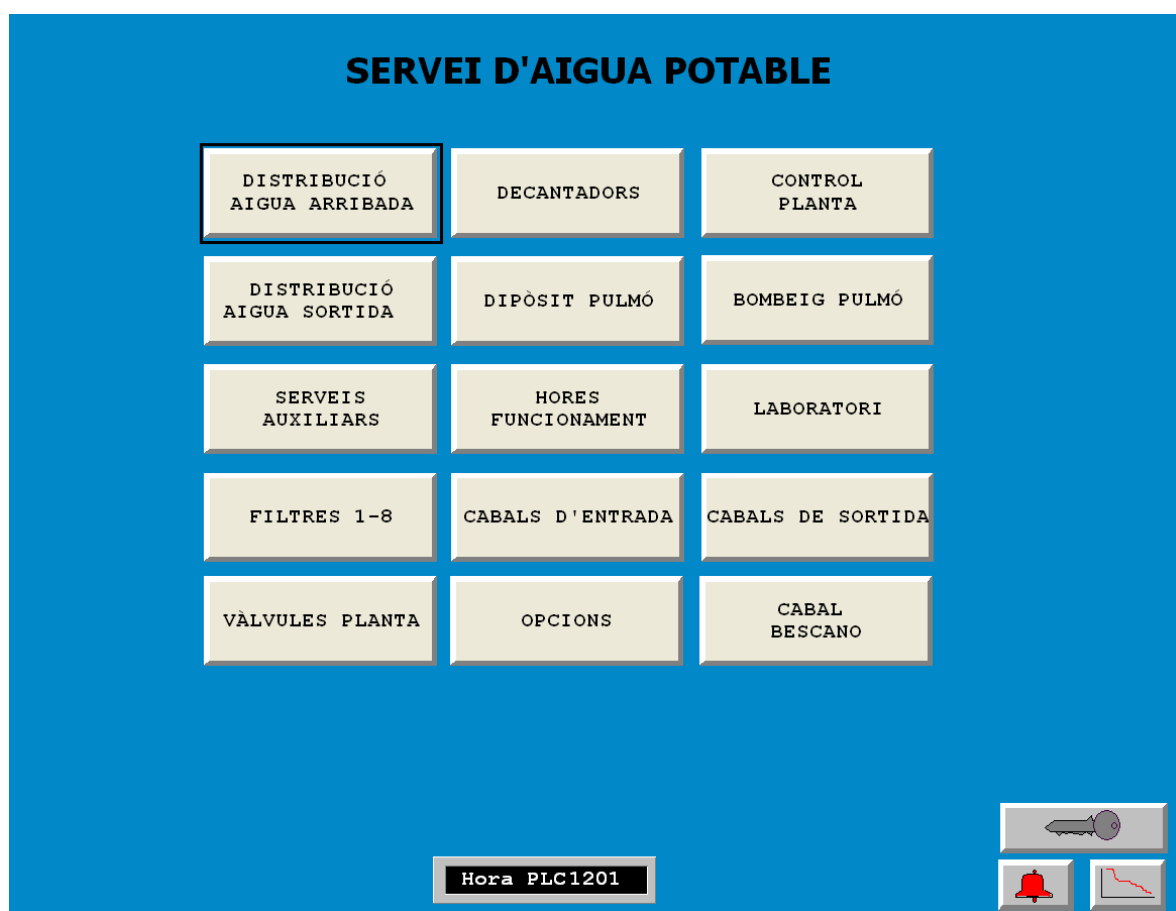 SERVEI D'AIGUA POTABLE
DISTRIBUCIÓ
AIGUA ARRIBADA
DECANTADORS
CONTROL
PLANTA
DISTRIBUCIÓ
AIGUA SORTIDA
DIPÒSIT PULMÓ
BOMBEIG PULMÓ
SERVEIS
AUXILIARS
HORES
FUNCIONAMENT
LABORATORI
FILTRES 1-8
CABALS D'ENTRADA
CABALS DE SORTIDA
VÀLVULES PLANTA
OPCIONS
CABAL
BESCANO
Hora PLC1201